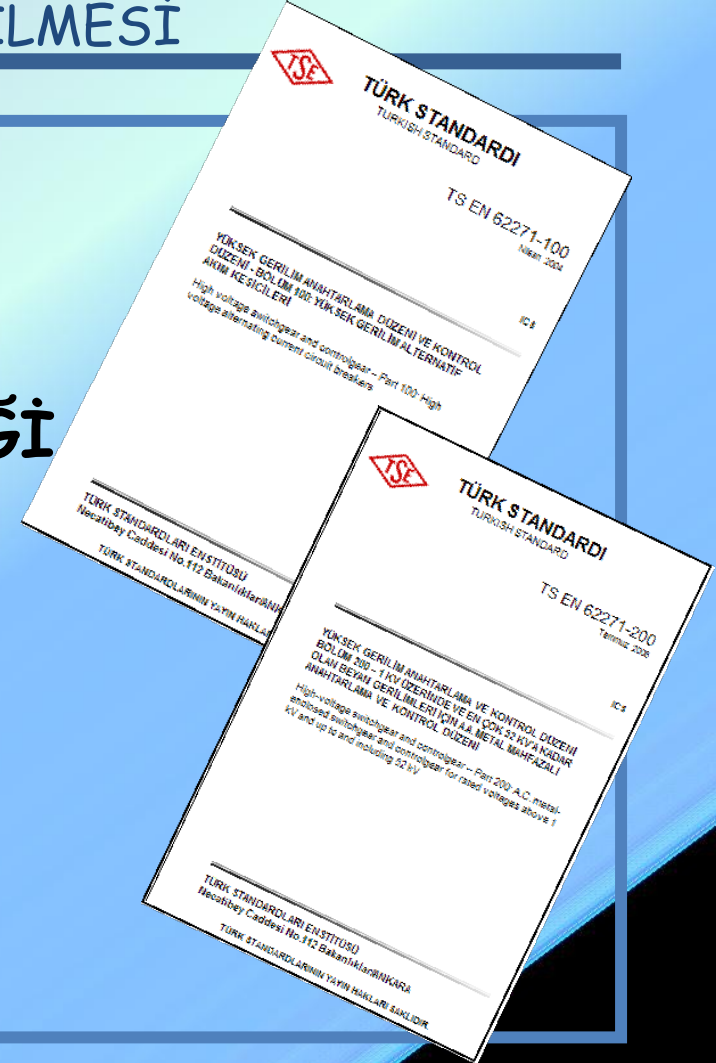 İLMESİ
TSE
TÜRK STANDARDI
TURKISH STANDARD
TS EN 62271-100
Nisan 2004
ICS
YÜKSEK GERİLİM ANAHTARLAMA DÜZENİ VE KONTROL
DÜZENİ - BÖLÜM 100: YÜKSEK GERİLİM ALTERNATİF
AKIM KESİCİLERİ
High voltage switchgear and controlgear – Part 100: High
voltage alternating current circuit breakers
TÜRK STANDARDLARI ENSTİTÜSÜ
Necatibey Caddesi No.112 Bakanlıklar/ANK
TÜRK STANDARDLARININ YAYIN HAKLA
Ğİ
TSE
TÜRK STANDARDI
TURKISH STANDARD
TS EN 62271-200
Temmuz
ICS
YÜKSEK GERİLİM ANAHTARLAMA VE KONTROL DÜZENİ
BÖLÜM 200 – 1 KV ÜZERİNDE VE EN ÇOK 52 KV'A KADAR
OLAN BEYAN GERİLİMLERİ İÇİN A.A. METAL MAHFAZALI
ANAHTARLAMA VE KONTROL DÜZENİ
High-voltage switchgear and controlgear – Part 200: A.C. metal-
enclosed switchgear and controlgear for rated voltages above 1
kV and up to and including 52 kV
TÜRK STANDARDLARI ENSTİTÜSÜ
Necatibey Caddesi No.112 Bakanlıklar/ANKARA
TÜRK STANDARDLARININ YAYIN HAKLARI SAKLIDIR.